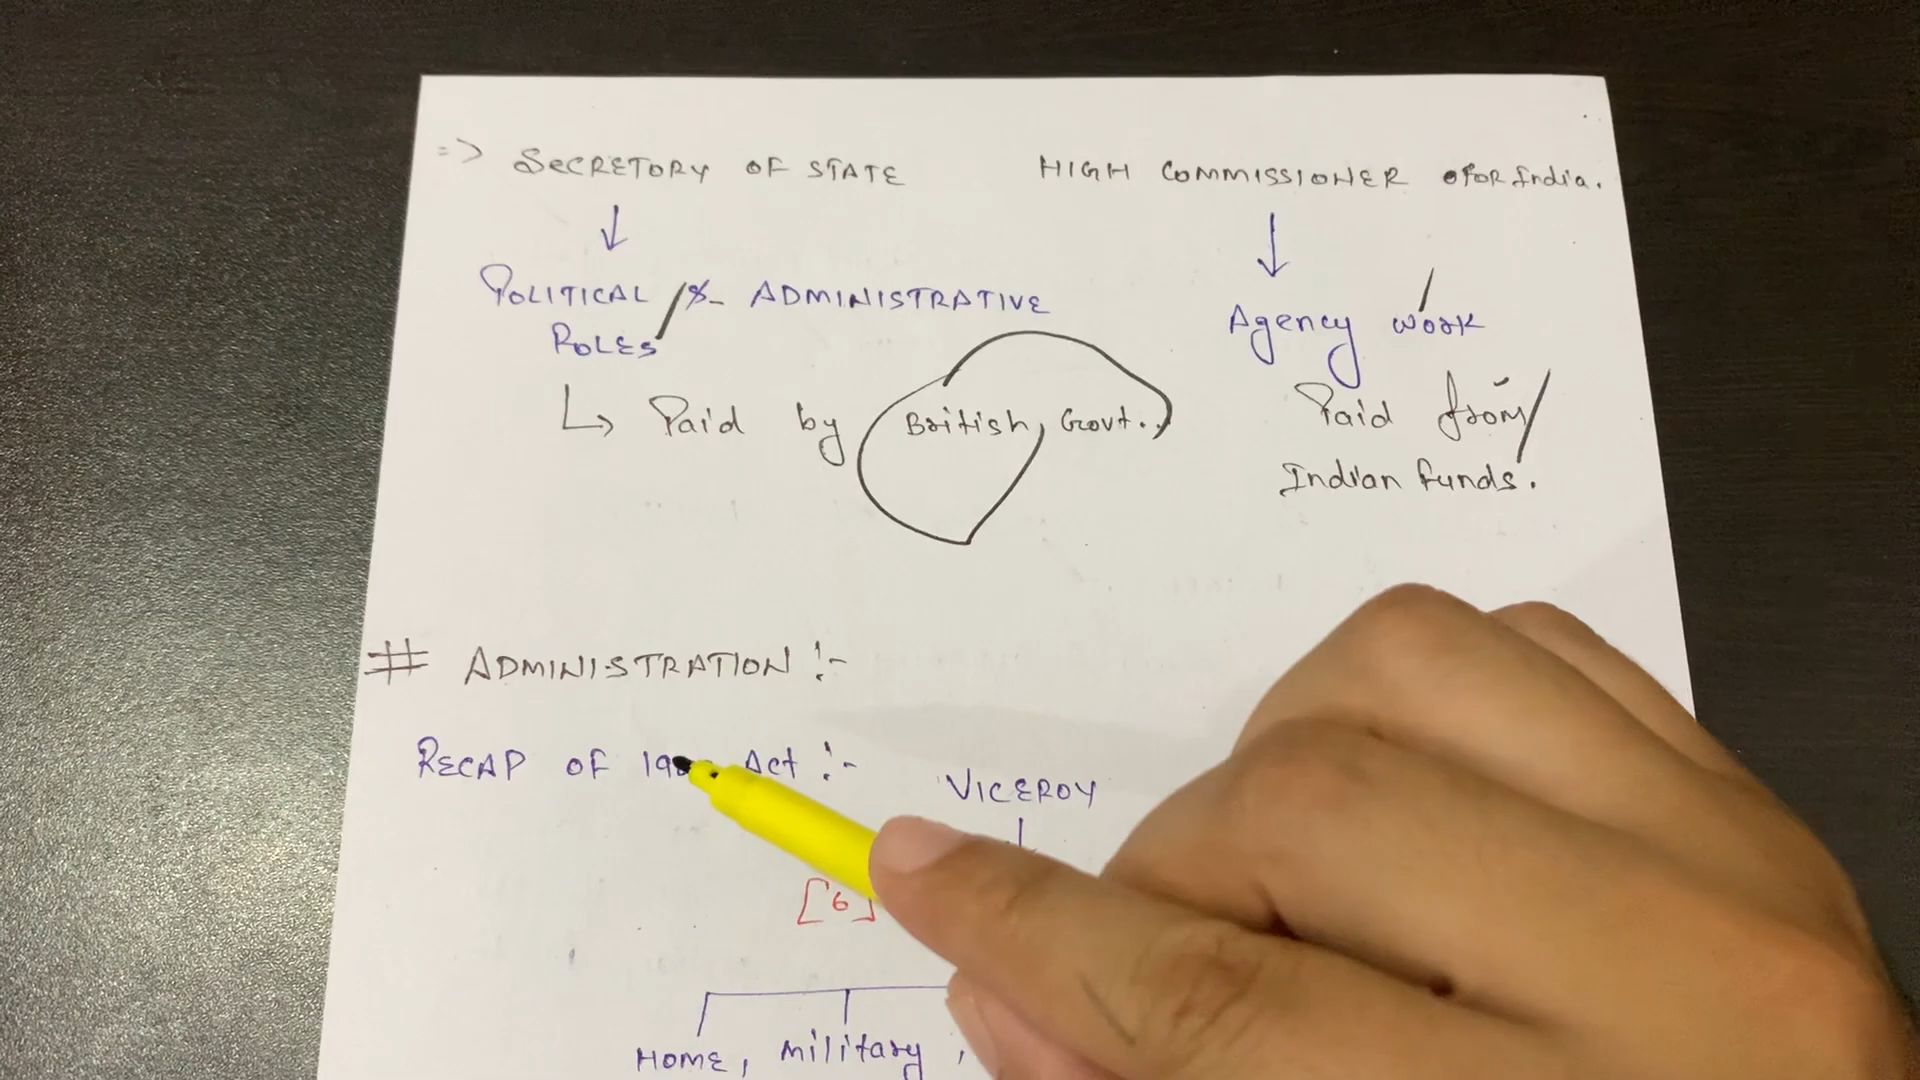 => SECRETORY OF STATE
HIGH COMMISSIONER FOR India.
↓
↓
POLITICAL & ADMINISTRATIVE
ROLES
Agency work
↳ Paid by British Govt.
Paid from
Indian funds.
# ADMINISTRATION :-
RECAP OF Act :-
VICEROY
[6]
HOME, Military,